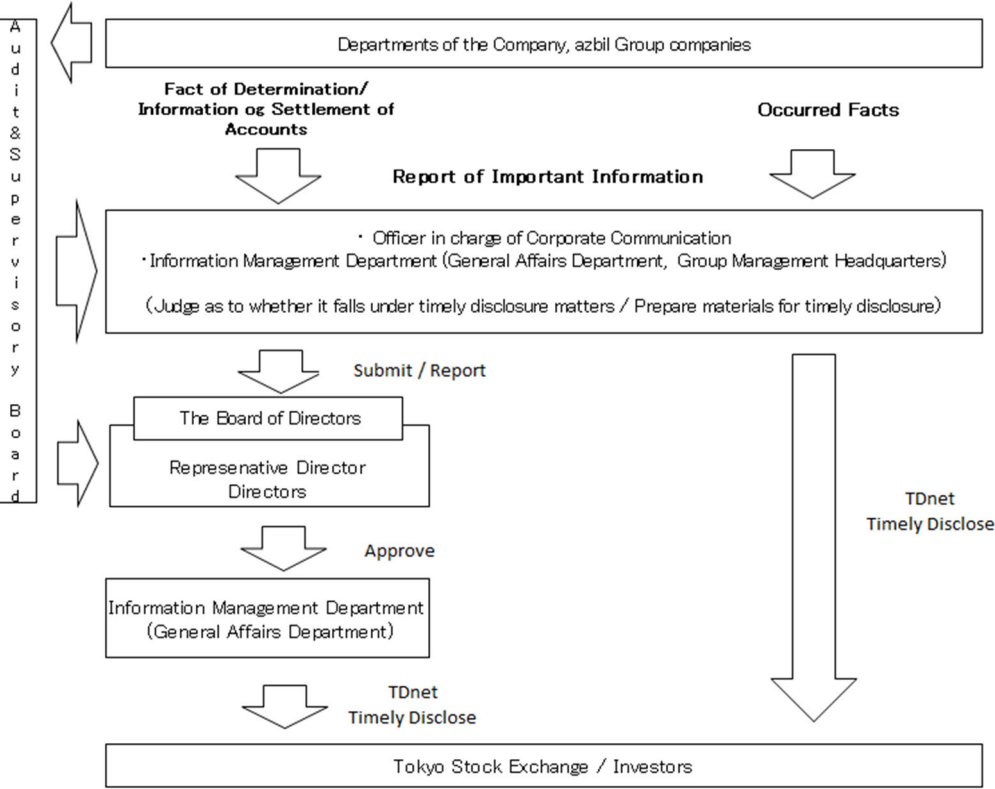 Audit&Supervisory Board
Departments of the Company, azbil Group companies
Fact of Determination/
Information og Settlement of
Accounts
Occurred Facts
Report of Important Information
・ Officer in charge of Corporate Communication
・Information Management Department (General Affairs Department, Group Management Headquarters)
(Judge as to whether it falls under timely disclosure matters / Prepare materials for timely disclosure)
Submit / Report
The Board of Directors
Represenative Director
Directors
TDnet
Timely Disclose
Approve
Information Management Department
(General Affairs Department)
TDnet
Timely Disclose
Tokyo Stock Exchange / Investors